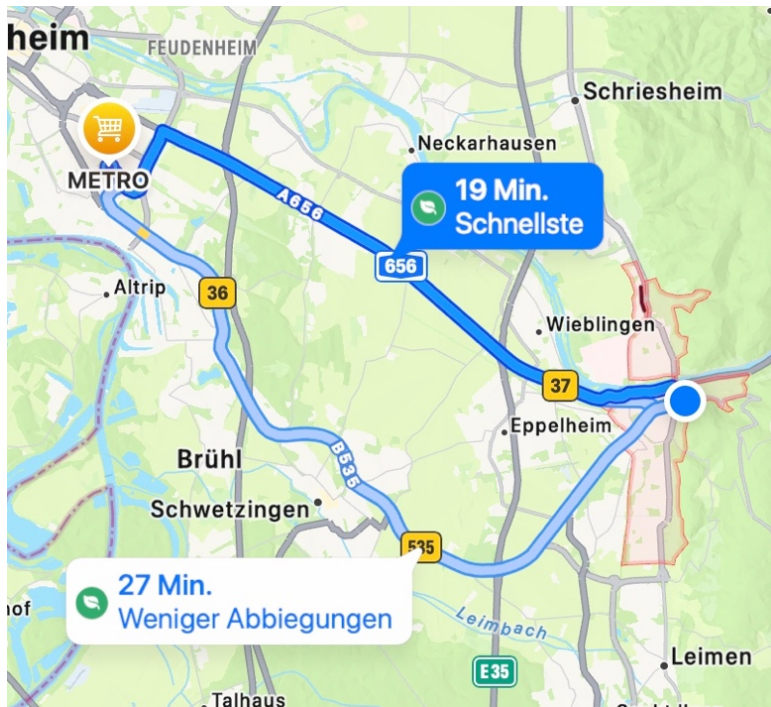 heim
FEUDENHEIM
Schriesheim
Neckarhausen
METRO
19 Min.
Schnellste
A656
656
Altrip
36
Wieblingen
37
Eppelheim
Brühl
B535
Schwetzingen
535
27 Min.
Weniger Abbiegungen
hof
Leimbach
E 35
Leimen
Talhaus